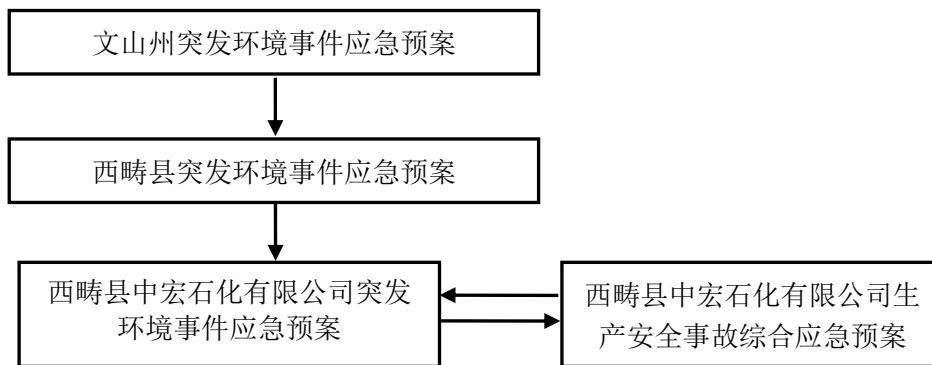 文山州突发环境事件应急预案
西畴县突发环境事件应急预案
西畴县中宏石化有限公司突发
环境事件应急预案
西畴县中宏石化有限公司生
产安全事故综合应急预案